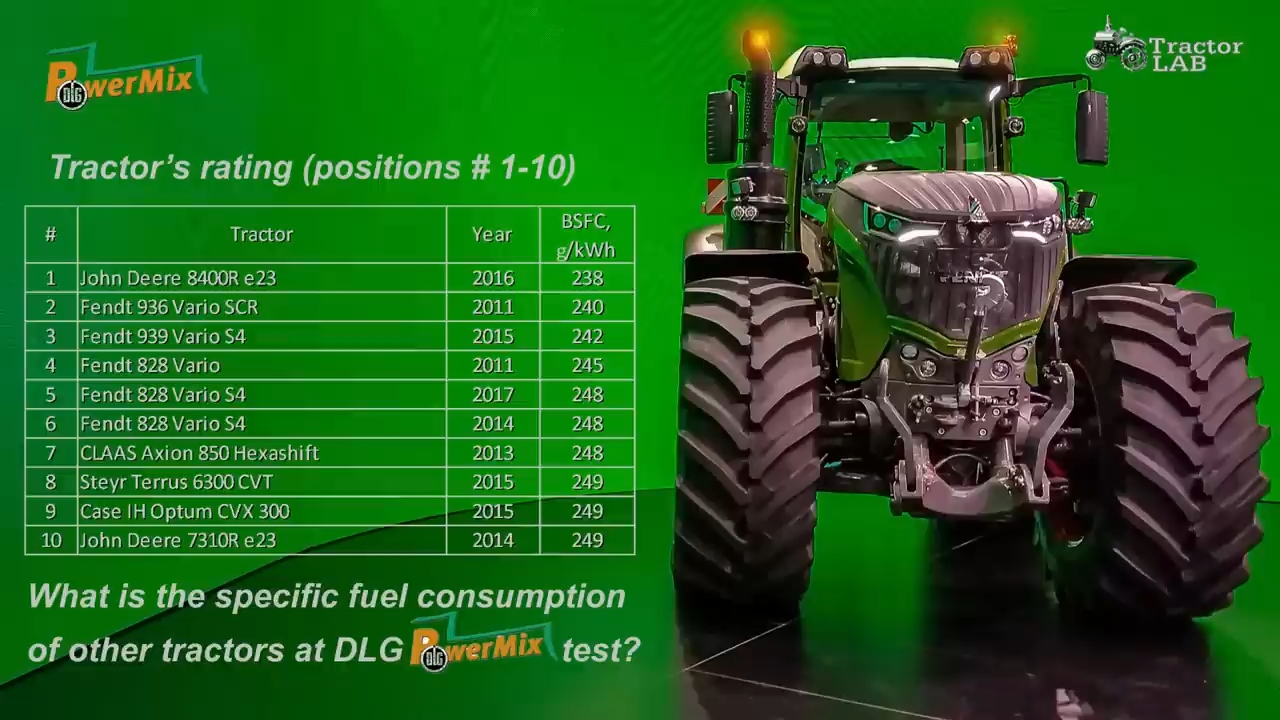 PowerMix
DLG
Tractor
LAB
Tractor's rating (positions # 1-10)
# Tractor Year BSFC, g/kWh
1 John Deere 8400R e23 2016 238
2 Fendt 936 Vario SCR 2011 240
3 Fendt 939 Vario S4 2015 242
4 Fendt 828 Vario 2011 245
5 Fendt 828 Vario S4 2017 248
6 Fendt 828 Vario S4 2014 248
7 CLAAS Axion 850 Hexashift 2013 248
8 Steyr Terrus 6300 CVT 2015 249
9 Case IH Optum CVX 300 2015 249
10 John Deere 7310R e23 2014 249
What is the specific fuel consumption
of other tractors at DLG PowerMix test?
DLG
FENDT